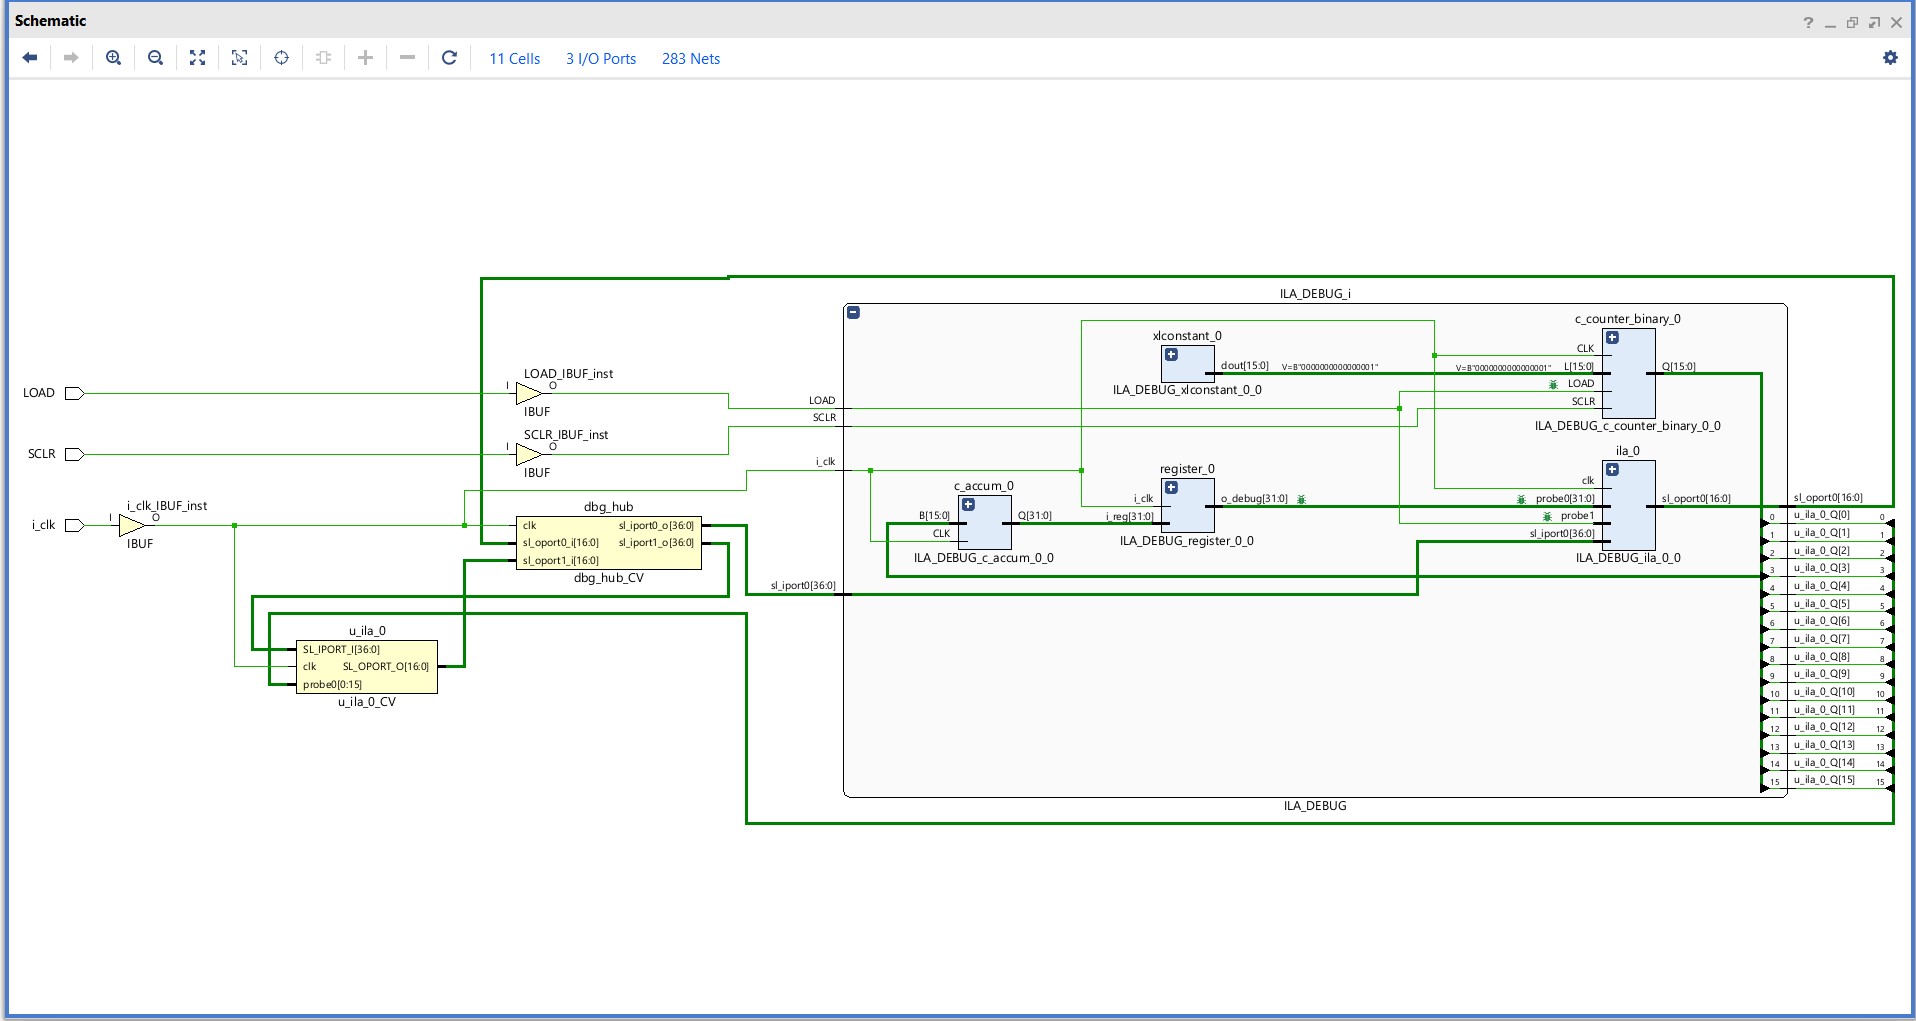 Schematic
11 Cells
3 I/O Ports
283 Nets
ILA_DEBUG_i
c_counter_binary_0
CLK
L[15:0]
LOAD
SCLR
Q[15:0]
ILA_DEBUG_c_counter_binary_0_0
xlconstant_0
dout[15:0]
V=B"0000000000000001"
V=B"0000000000000001"
ILA_DEBUG_xlconstant_0_0
LOAD
LOAD_IBUF_inst
I
O
IBUF
SCLR
SCLR_IBUF_inst
I
O
IBUF
i_clk
i_clk_IBUF_inst
I
O
IBUF
LOAD
SCLR
i_clk
sl_iport0[36:0]
dbg_hub
clk
sl_oport0_i[16:0]
sl_oport1_i[16:0]
sl_iport0_o[36:0]
sl_iport1_o[36:0]
dbg_hub_CV
u_ila_0
SL_IPORT_I[36:0]
clk
probe0[0:15]
SL_OPORT_O[16:0]
u_ila_0_CV
c_accum_0
B[15:0]
CLK
Q[31:0]
ILA_DEBUG_c_accum_0_0
register_0
i_clk
i_reg[31:0]
o_debug[31:0]
ILA_DEBUG_register_0_0
ila_0
clk
probe0[31:0]
probe1
sl_iport0[36:0]
sl_oport0[16:0]
ILA_DEBUG_ila_0_0
sl_oport0[16:0]
0 u_ila_0_Q[0] 0
1 u_ila_0_Q[1] 1
2 u_ila_0_Q[2] 2
3 u_ila_0_Q[3] 3
4 u_ila_0_Q[4] 4
5 u_ila_0_Q[5] 5
6 u_ila_0_Q[6] 6
7 u_ila_0_Q[7] 7
8 u_ila_0_Q[8] 8
9 u_ila_0_Q[9] 9
10 u_ila_0_Q[10] 10
11 u_ila_0_Q[11] 11
12 u_ila_0_Q[12] 12
13 u_ila_0_Q[13] 13
14 u_ila_0_Q[14] 14
15 u_ila_0_Q[15] 15
ILA_DEBUG